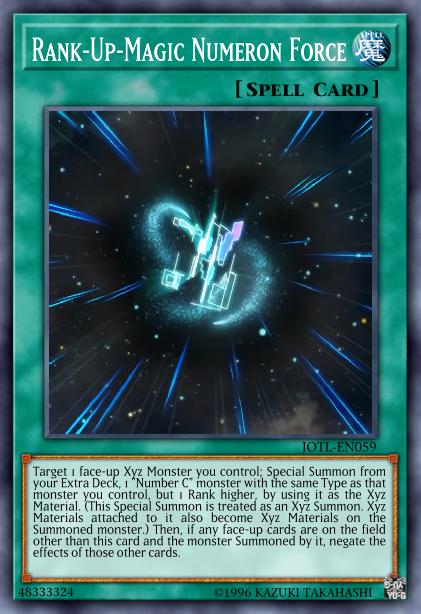 Rank-Up-Magic Numeron Force
SPELL 魔
[ Spell Card ]
JOTL-EN059
Target 1 face-up Xyz Monster you control; Special Summon from
your Extra Deck, 1 "Number C" monster with the same Type as that
monster you control, but 1 Rank higher, by using it as the Xyz
Material. (This Special Summon is treated as an Xyz Summon. Xyz
Materials attached to it also become Xyz Materials on the
Summoned monster.) Then, if any face-up cards are on the field
other than this card and the monster Summoned by it, negate the
effects of those other cards.
48333324 ©1996 KAZUKI TAKAHASHI